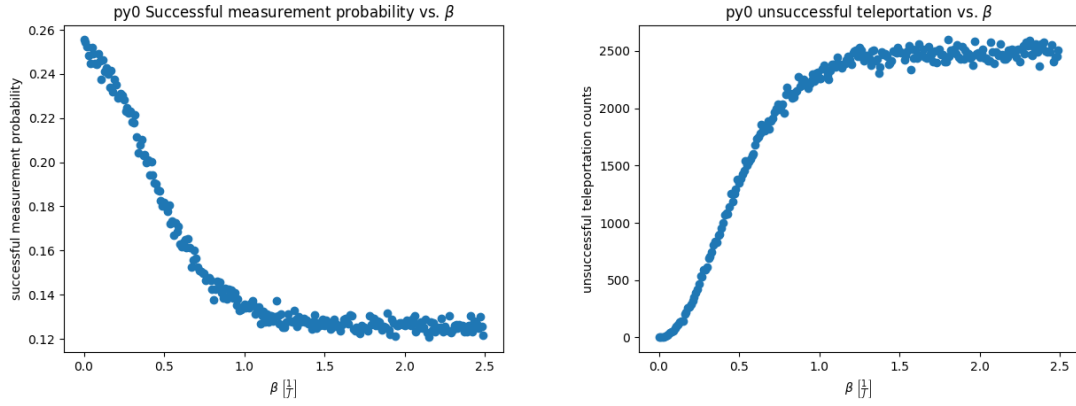 py0 Successful measurement probability vs. β
0.26
0.24
0.22
0.20
0.18
0.16
0.14
0.12
successful measurement probability
0.0 0.5 1.0 1.5 2.0 2.5
β [1/J]
py0 unsuccessful teleportation vs. β
2500
2000
1500
1000
500
0
unsuccessful teleportation counts
0.0 0.5 1.0 1.5 2.0 2.5
β [1/J]